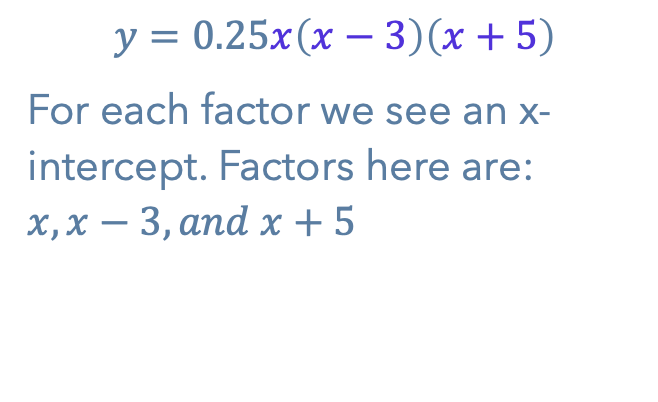 y = 0.25x(x − 3)(x + 5)
For each factor we see an x-
intercept. Factors here are:
x, x − 3, and x + 5